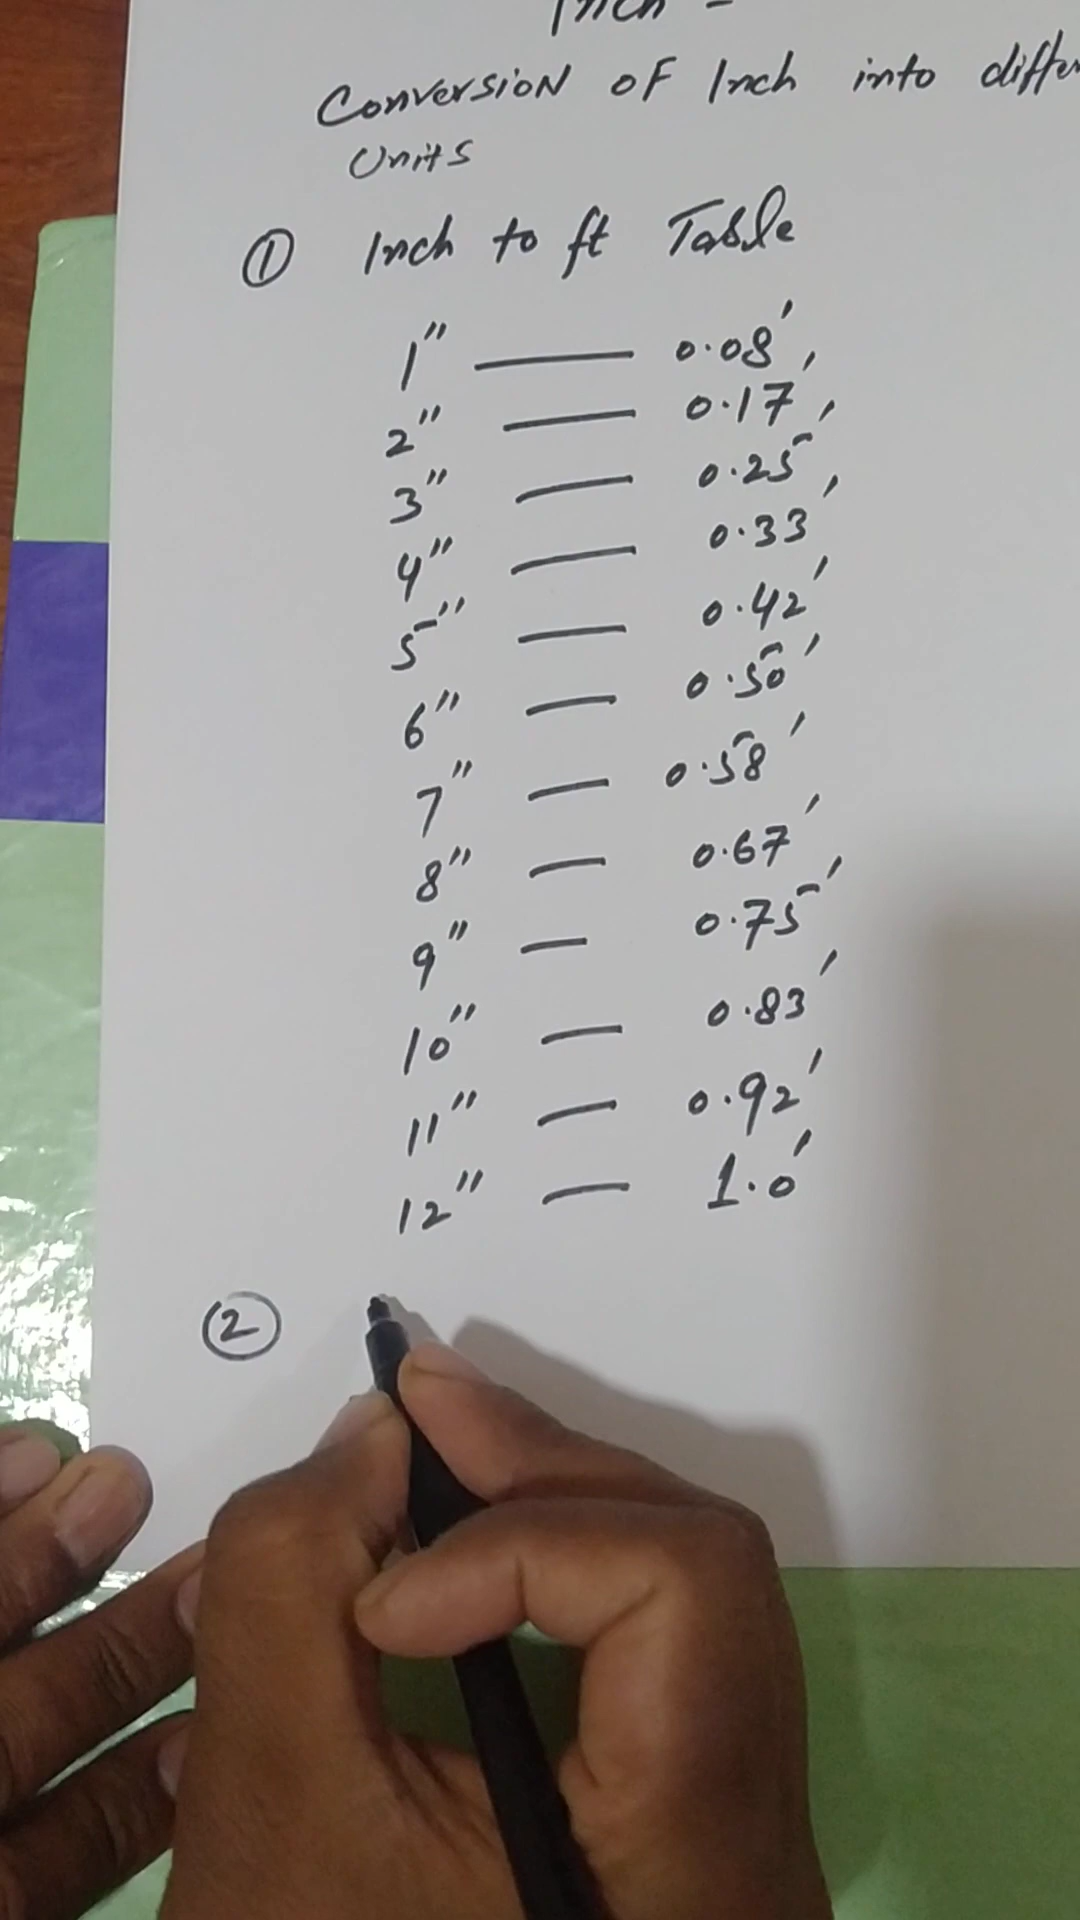 Inch -
Conversion of Inch into
Units
① Inch to ft Table
1" — 0.08'
2" — 0.17'
3" — 0.25'
4" — 0.33'
5" — 0.42'
6" — 0.50'
7" — 0.58'
8" — 0.67'
9" — 0.75'
10" — 0.83'
11" — 0.92'
12" — 1.0'
②